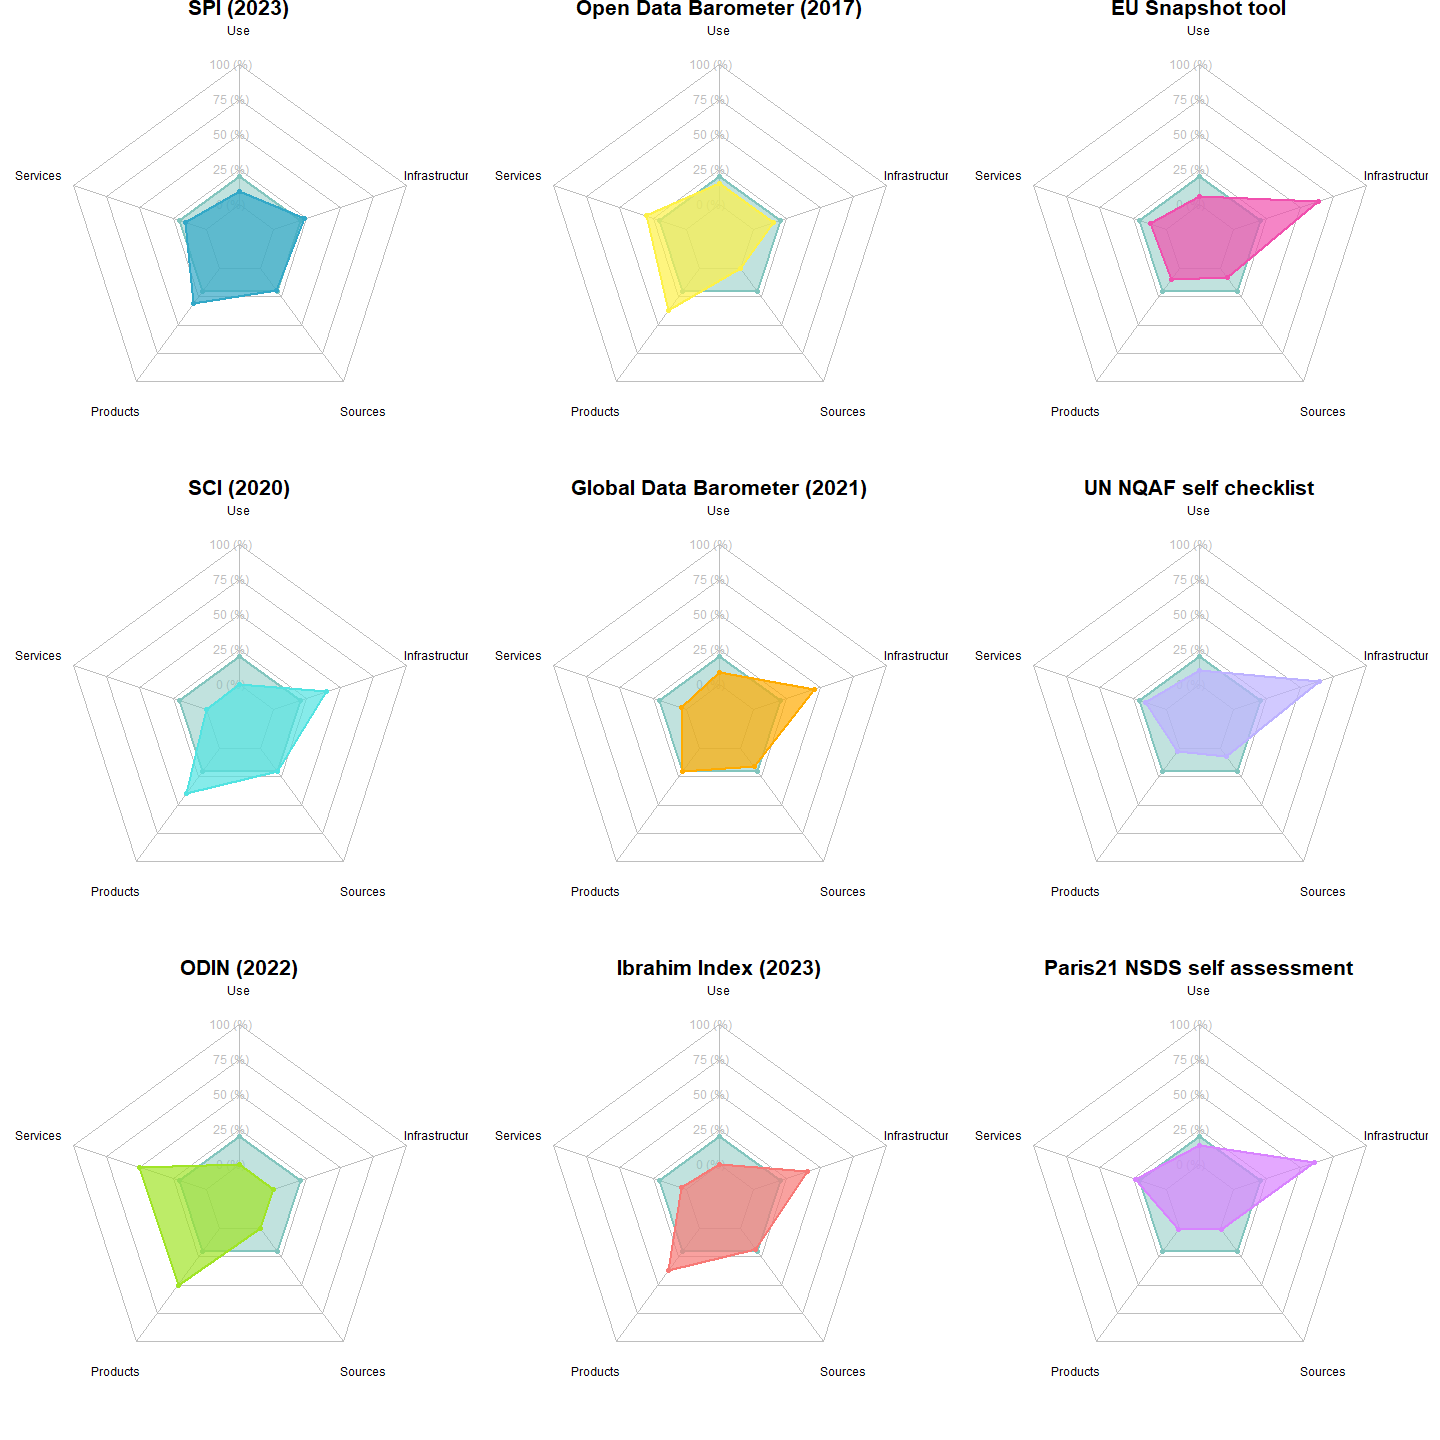 SPI (2023)
Use
100 (%)
75 (%)
50 (%)
25 (%)
0 (%)
Services
Infrastructur
Products
Sources
Open Data Barometer (2017)
Use
100 (%)
75 (%)
50 (%)
25 (%)
0 (%)
Services
Infrastructur
Products
Sources
EU Snapshot tool
Use
100 (%)
75 (%)
50 (%)
25 (%)
0 (%)
Services
Infrastructur
Products
Sources
SCI (2020)
Use
100 (%)
75 (%)
50 (%)
25 (%)
0 (%)
Services
Infrastructur
Products
Sources
Global Data Barometer (2021)
Use
100 (%)
75 (%)
50 (%)
25 (%)
0 (%)
Services
Infrastructur
Products
Sources
UN NQAF self checklist
Use
100 (%)
75 (%)
50 (%)
25 (%)
0 (%)
Services
Infrastructur
Products
Sources
ODIN (2022)
Use
100 (%)
75 (%)
50 (%)
25 (%)
0 (%)
Services
Infrastructur
Products
Sources
Ibrahim Index (2023)
Use
100 (%)
75 (%)
50 (%)
25 (%)
0 (%)
Services
Infrastructur
Products
Sources
Paris21 NSDS self assessment
Use
100 (%)
75 (%)
50 (%)
25 (%)
0 (%)
Services
Infrastructur
Products
Sources